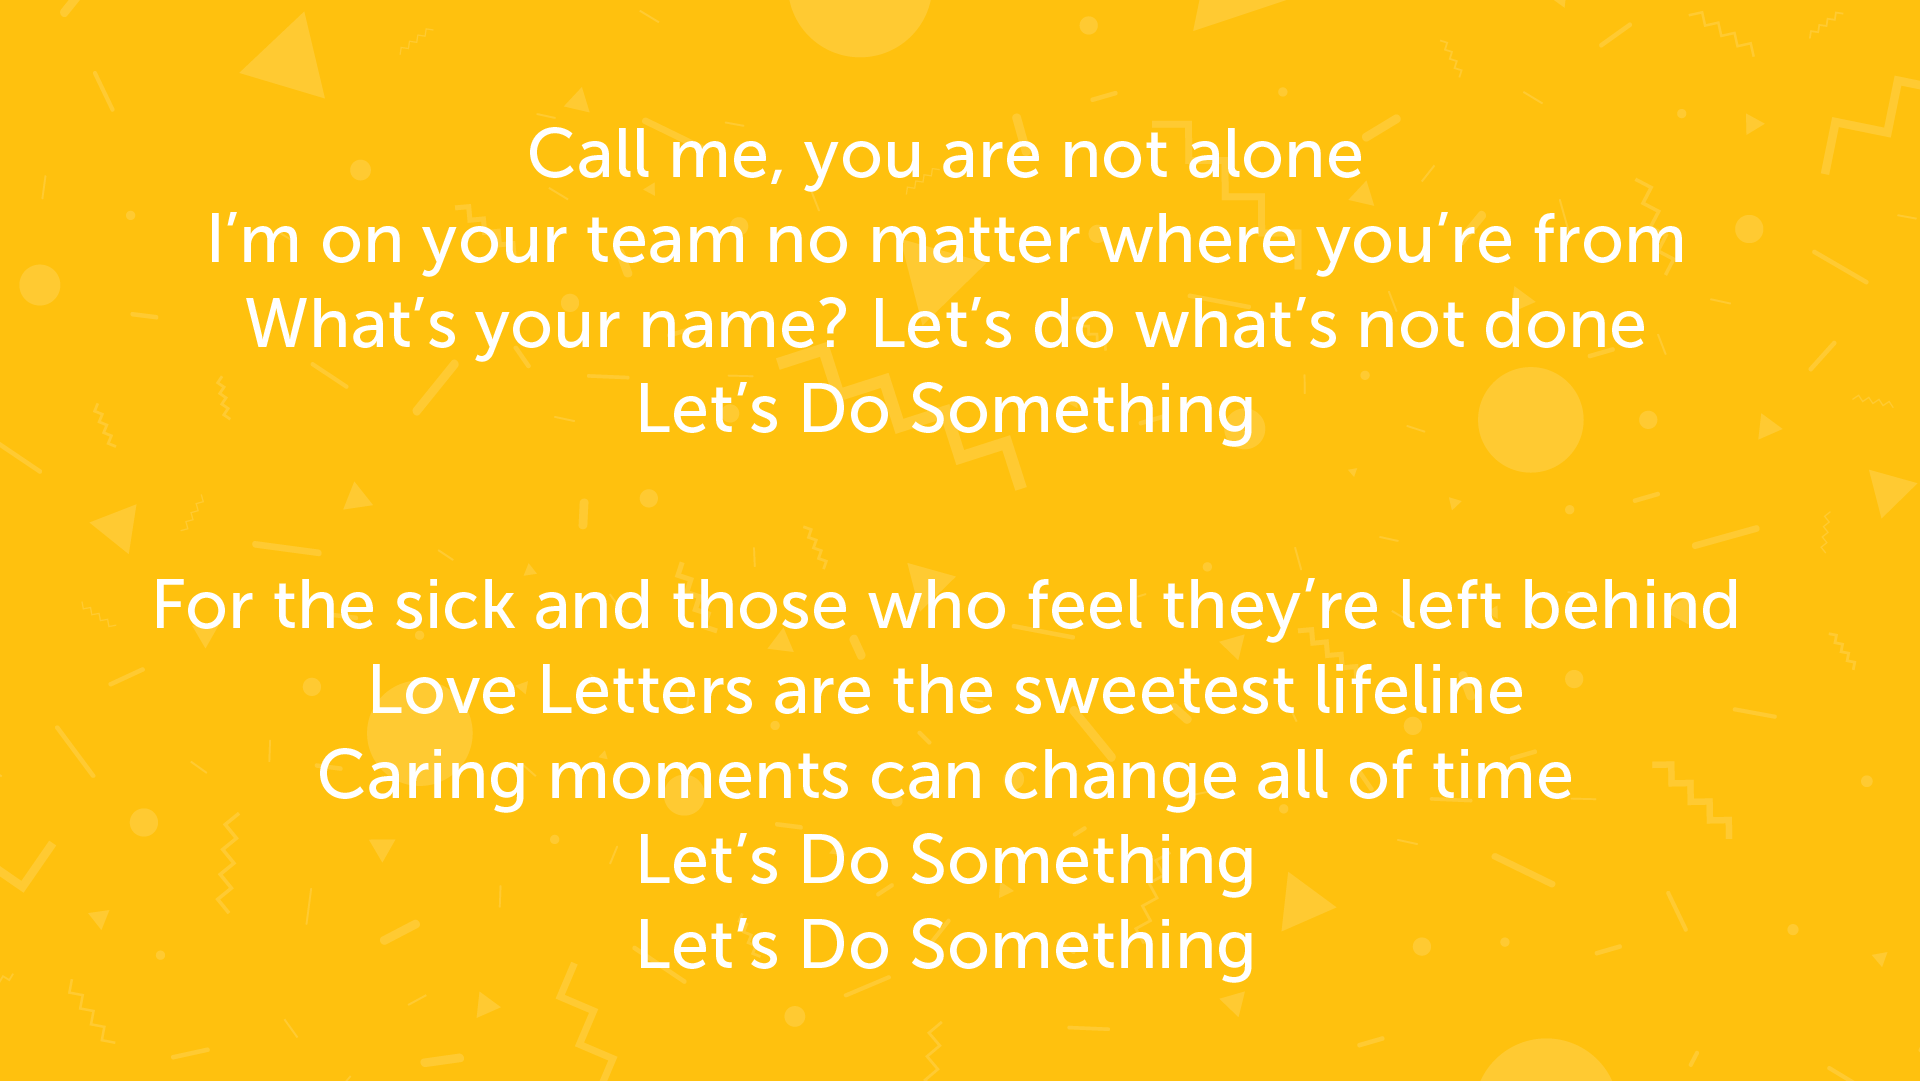 Call me, you are not alone
I’m on your team no matter where you’re from
What’s your name? Let’s do what’s not done
Let’s Do Something
For the sick and those who feel they’re left behind
Love Letters are the sweetest lifeline
Caring moments can change all of time
Let’s Do Something
Let’s Do Something